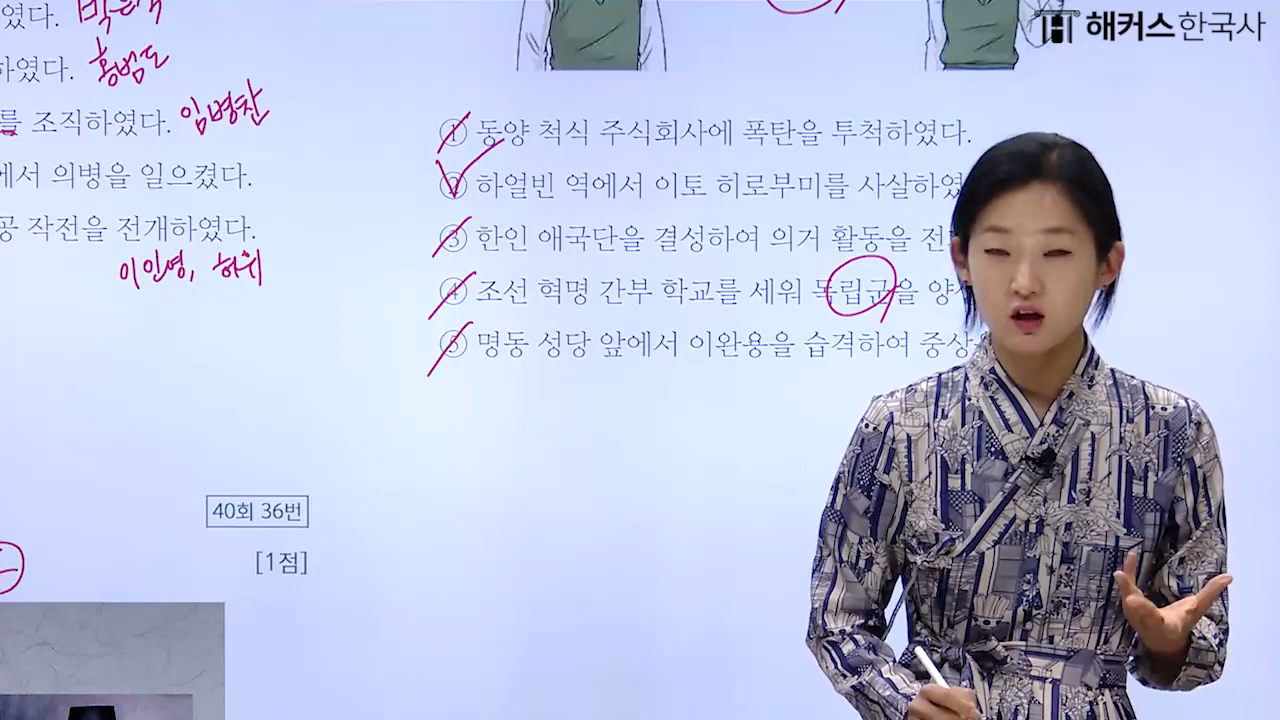 였다. 박은식
해커스한국사
하였다. 홍범도
를 조직하였다. 임병찬
에서 의병을 일으켰다.
공 작전을 전개하였다.
이인영, 허위
① 동양 척식 주식회사에 폭탄을 투척하였다.
② 하얼빈 역에서 이토 히로부미를 사살하였
③ 한인 애국단을 결성하여 의거 활동을 전
④ 조선 혁명 간부 학교를 세워 독립군을 양
⑤ 명동 성당 앞에서 이완용을 습격하여 중상
40회 36번
[1점]